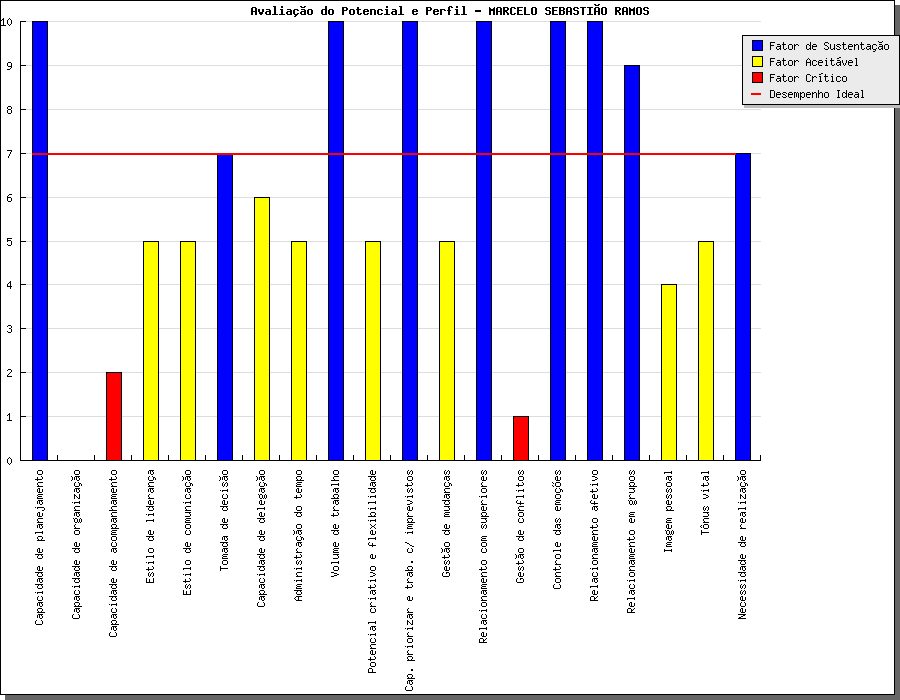 Avaliação do Potencial e Perfil - MARCELO SEBASTIÃO RAMOS
Fator de Sustentação
Fator Aceitável
Fator Crítico
Desempenho Ideal
10
9
8
7
6
5
4
3
2
1
0
Capacidade de planejamento
Capacidade de organização
Capacidade de acompanhamento
Estilo de liderança
Estilo de comunicação
Tomada de decisão
Capacidade de delegação
Administração do tempo
Volume de trabalho
Potencial criativo e flexibilidade
Cap. priorizar e trab. c/ imprevistos
Gestão de mudanças
Relacionamento com superiores
Gestão de conflitos
Controle das emoções
Relacionamento afetivo
Relacionamento em grupos
Imagem pessoal
Tônus vital
Necessidade de realização